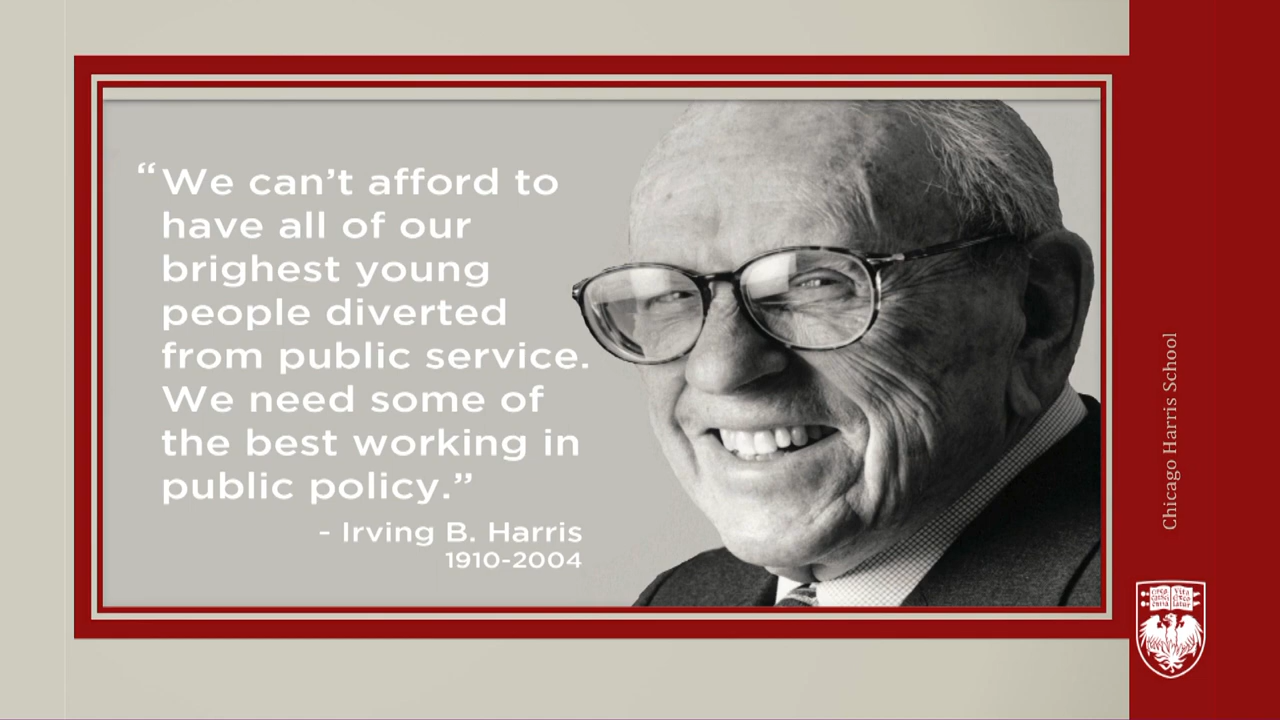 “We can’t afford to
have all of our
brighest young
people diverted
from public service.
We need some of
the best working in
public policy.”
- Irving B. Harris
1910-2004
Chicago Harris School